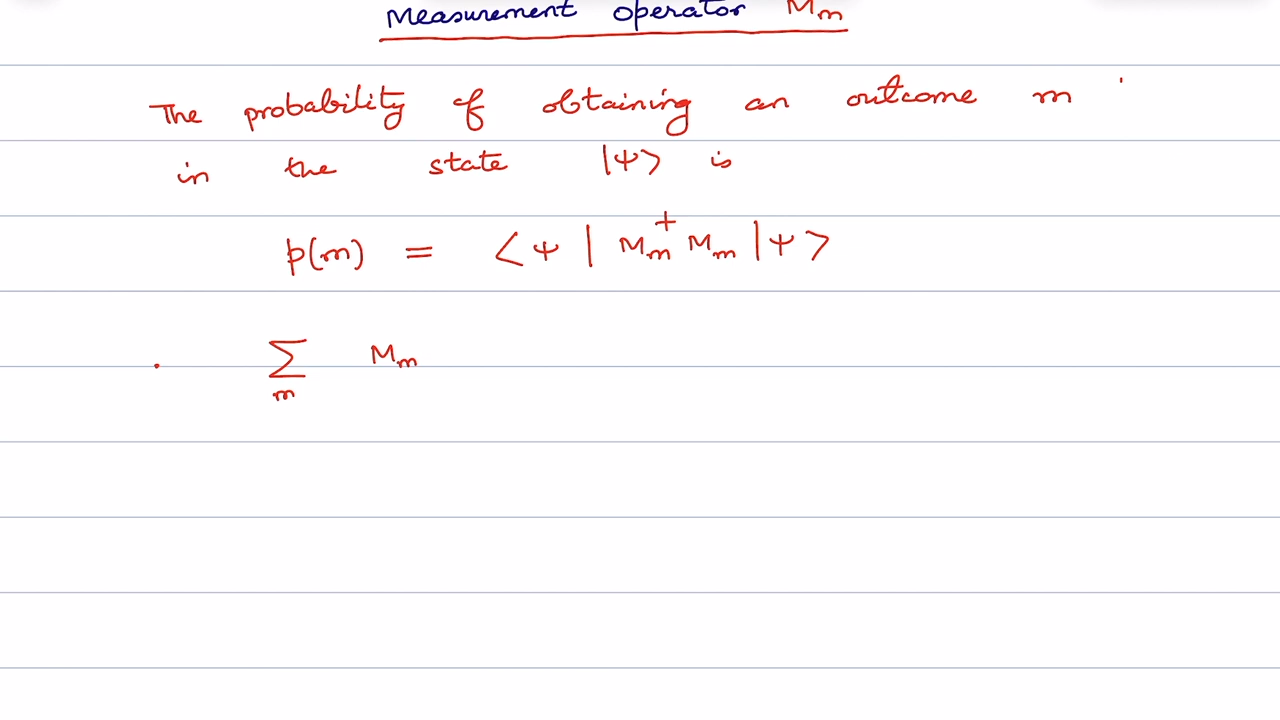 Measurement operator Mm
The probability of obtaining an outcome m
in the state |Ψ> is
p(m) = <Ψ| Mm† Mm |Ψ>
. ∑m Mm